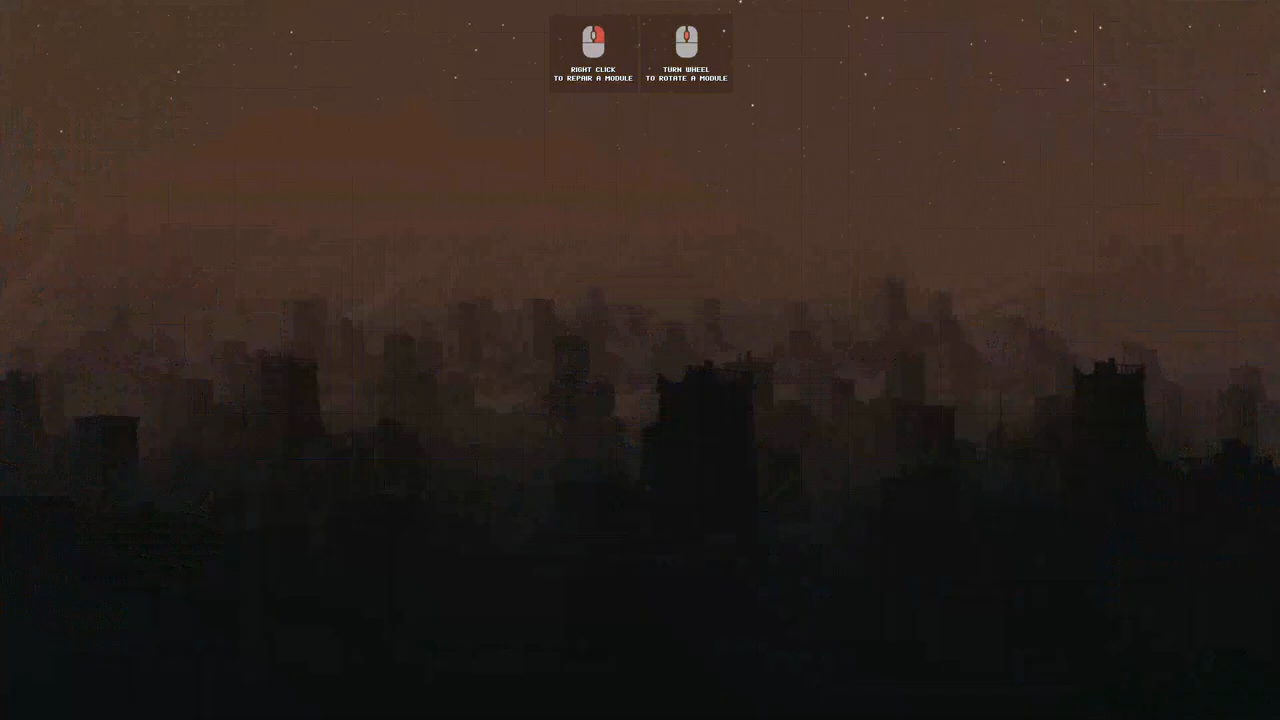 RIGHT CLICK
TO REPAIR A MODULE
TURN WHEEL
TO ROTATE A MODULE